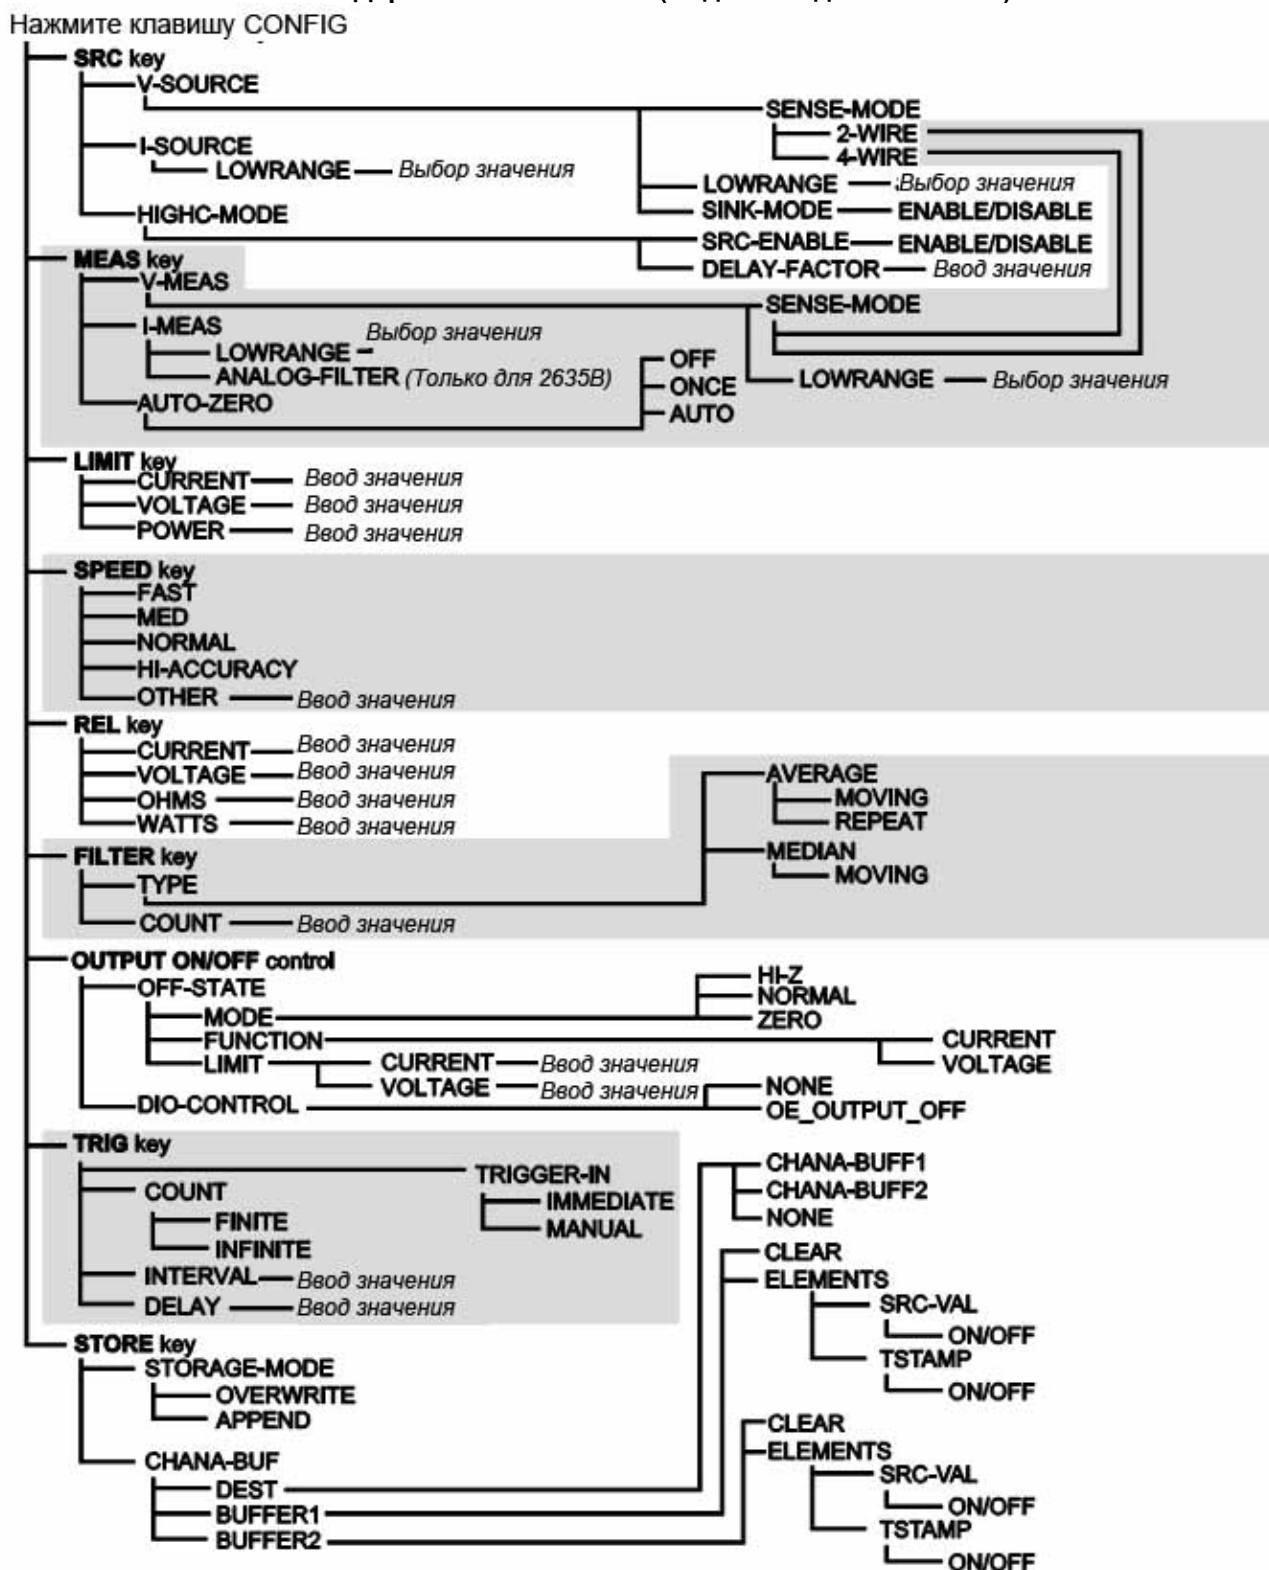 Нажмите клавишу CONFIG
SRC key
V-SOURCE
SENSE-MODE
2-WIRE
4-WIRE
I-SOURCE
LOWRANGE Выбор значения
LOWRANGE Выбор значения
SINK-MODE ENABLE/DISABLE
HIGHC-MODE
SRC-ENABLE ENABLE/DISABLE
DELAY-FACTOR Ввод значения
MEAS key
V-MEAS
SENSE-MODE
LOWRANGE Выбор значения
I-MEAS
LOWRANGE Выбор значения
ANALOG-FILTER (Только для 2635B)
AUTO-ZERO
OFF
ONCE
AUTO
LIMIT key
CURRENT Ввод значения
VOLTAGE Ввод значения
POWER Ввод значения
SPEED key
FAST
MED
NORMAL
HI-ACCURACY
OTHER Ввод значения
REL key
CURRENT Ввод значения
VOLTAGE Ввод значения
OHMS Ввод значения
WATTS Ввод значения
FILTER key
TYPE
AVERAGE
MOVING
REPEAT
MEDIAN
MOVING
COUNT Ввод значения
OUTPUT ON/OFF control
OFF-STATE
MODE
HI-Z
NORMAL
ZERO
FUNCTION
CURRENT
VOLTAGE
LIMIT
CURRENT Ввод значения
VOLTAGE Ввод значения
DIO-CONTROL
NONE
OE_OUTPUT_OFF
TRIG key
TRIGGER-IN
IMMEDIATE
MANUAL
COUNT
FINITE
INFINITE
INTERVAL Ввод значения
DELAY Ввод значения
STORE key
STORAGE-MODE
OVERWRITE
APPEND
CHANA-BUF
DEST
CHANA-BUFF1
CHANA-BUFF2
NONE
BUFFER1
CLEAR
ELEMENTS
SRC-VAL
ON/OFF
TSTAMP
ON/OFF
BUFFER2
CLEAR
ELEMENTS
SRC-VAL
ON/OFF
TSTAMP
ON/OFF